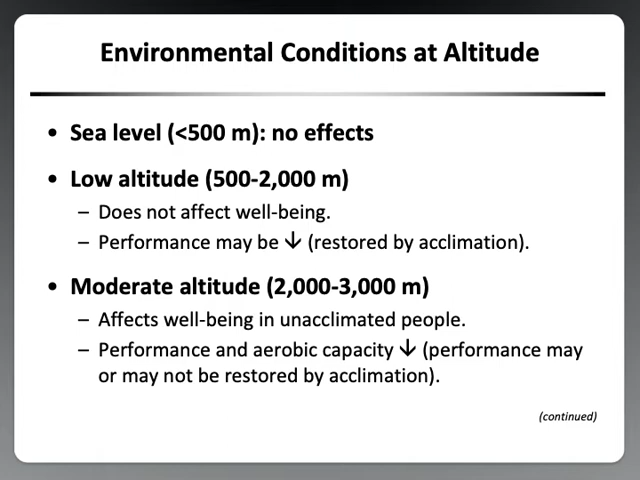 Environmental Conditions at Altitude
• Sea level (<500 m): no effects
• Low altitude (500-2,000 m)
– Does not affect well-being.
– Performance may be ↓ (restored by acclimation).
• Moderate altitude (2,000-3,000 m)
– Affects well-being in unacclimated people.
– Performance and aerobic capacity ↓ (performance may
or may not be restored by acclimation).
(continued)